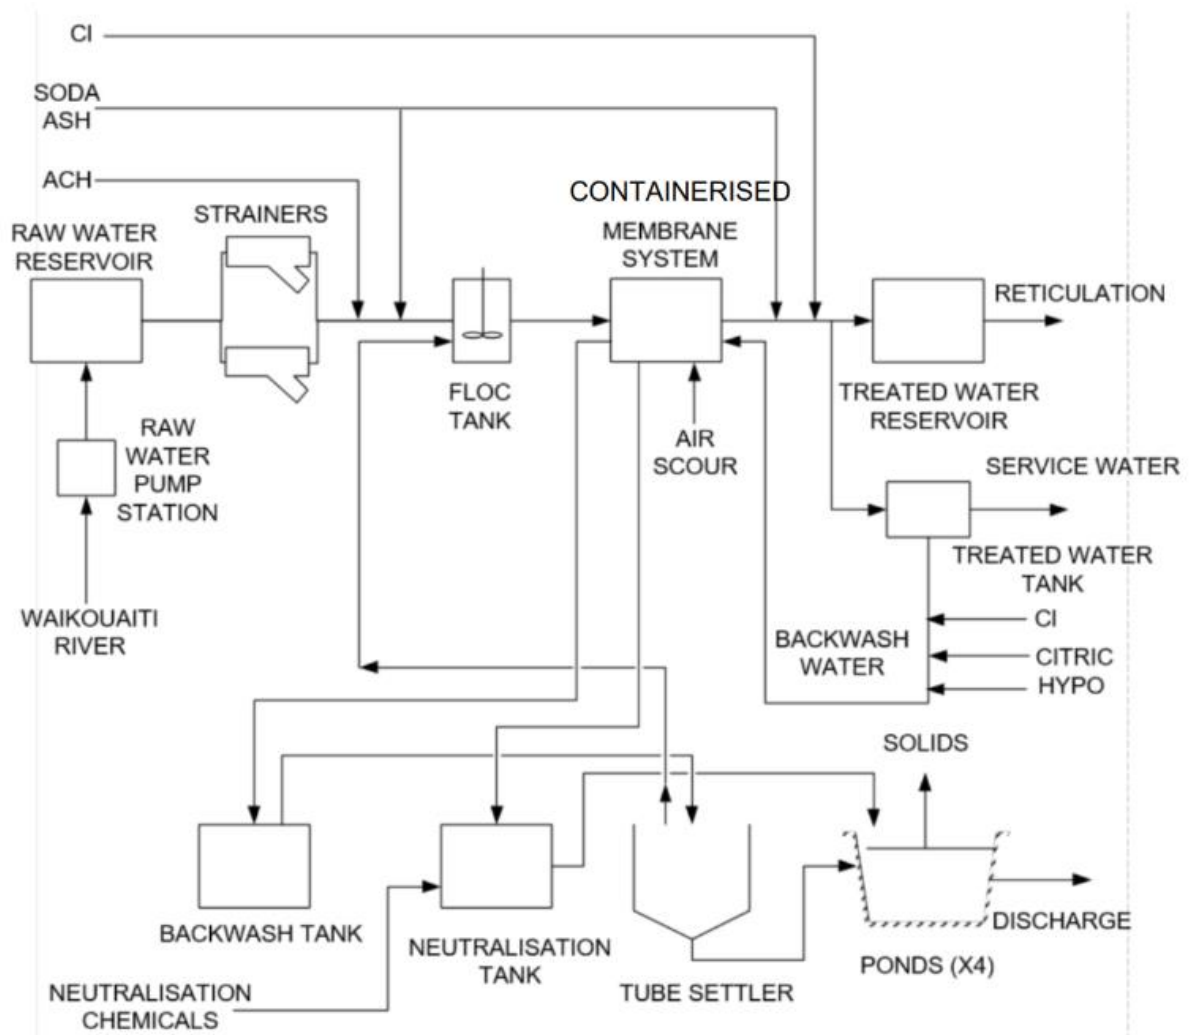 Cl
SODA
ASH
ACH
CONTAINERISED
STRAINERS
MEMBRANE
SYSTEM
RAW WATER
RESERVOIR
RETICULATION
FLOC
TANK
TREATED WATER
RESERVOIR
RAW
WATER
PUMP
STATION
AIR
SCOUR
SERVICE WATER
TREATED WATER
TANK
WAIKOUAITI
RIVER
BACKWASH
WATER
Cl
CITRIC
HYPO
SOLIDS
BACKWASH TANK
NEUTRALISATION
TANK
DISCHARGE
PONDS (X4)
TUBE SETTLER
NEUTRALISATION
CHEMICALS